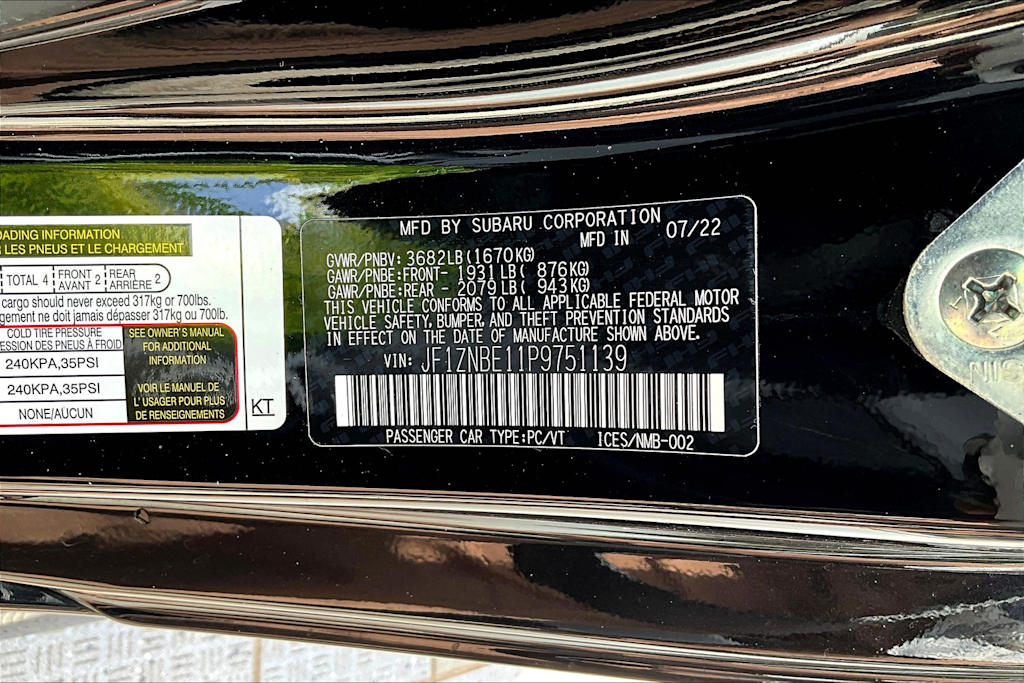 OADING INFORMATION
R LES PNEUS ET LE CHARGEMENT
TOTAL 4 FRONT AVANT 2 REAR ARRIÈRE 2
cargo should never exceed 317kg or 700lbs.
gement ne doit jamais dépasser 317kg ou 700lb.
COLD TIRE PRESSURE
ESSION DES PNEUS À FROID
240KPA,35PSI
240KPA,35PSI
NONE/AUCUN
SEE OWNER'S MANUAL
FOR ADDITIONAL
INFORMATION
VOIR LE MANUEL DE
L' USAGER POUR PLUS
DE RENSEIGNEMENTS
KT
MFD BY SUBARU CORPORATION
MFD IN 07/22
GVWR/PNBV: 3682LB(1670KG)
GAWR/PNBE:FRONT- 1931LB( 876KG)
GAWR/PNBE:REAR - 2079LB( 943KG)
THIS VEHICLE CONFORMS TO ALL APPLICABLE FEDERAL MOTOR
VEHICLE SAFETY, BUMPER, AND THEFT PREVENTION STANDARDS
IN EFFECT ON THE DATE OF MANUFACTURE SHOWN ABOVE.
VIN: JF1ZNBE11P9751139
PASSENGER CAR TYPE:PC/VT ICES/NMB-002
NIS